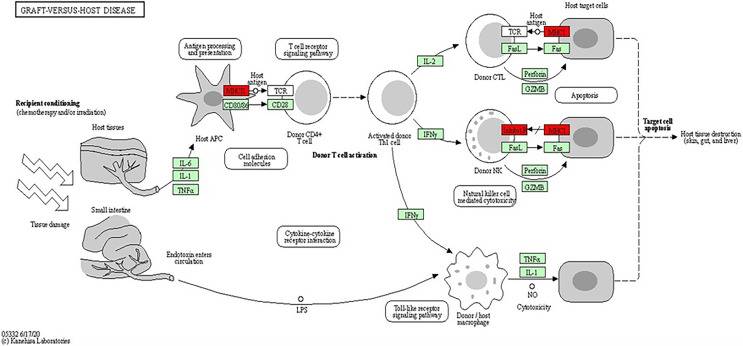 GRAFT-VERSUS-HOST DISEASE
Host target cells
Antigen processing
and presentation
T cell receptor
signaling pathway
Host
antigen
TCR
MHCI
FasL
Fas
IL-2
Donor CTL
Perforin
GZMB
Apoptosis
Recipient conditioning
(chemotherapy and/or irradiation)
Host tissues
Host
antigen
MHCII
TCR
CD80/86
CD28
Host APC
Donor CD4+
T cell
Activated donor
Th1 cell
IFNγ
MHCI
FasL
Fas
Target cell
apoptosis
Host tissue destruction
(skin, gut, and liver)
Cell adhesion
molecules
Donor T cell activation
IL-6
IL-1
TNFα
Donor NK
Perforin
GZMB
Natural killer cell
mediated cytotoxicity
Tissue damage
Small intestine
IFNγ
Cytokine-cytokine
receptor interaction
Endotoxin enters
circulation
TNFα
IL-1
NO
Cytotoxicity
LPS
Toll-like receptor
signaling pathway
Donor / host
macrophage
05332 6/17/20
(c) Kanehisa Laboratories